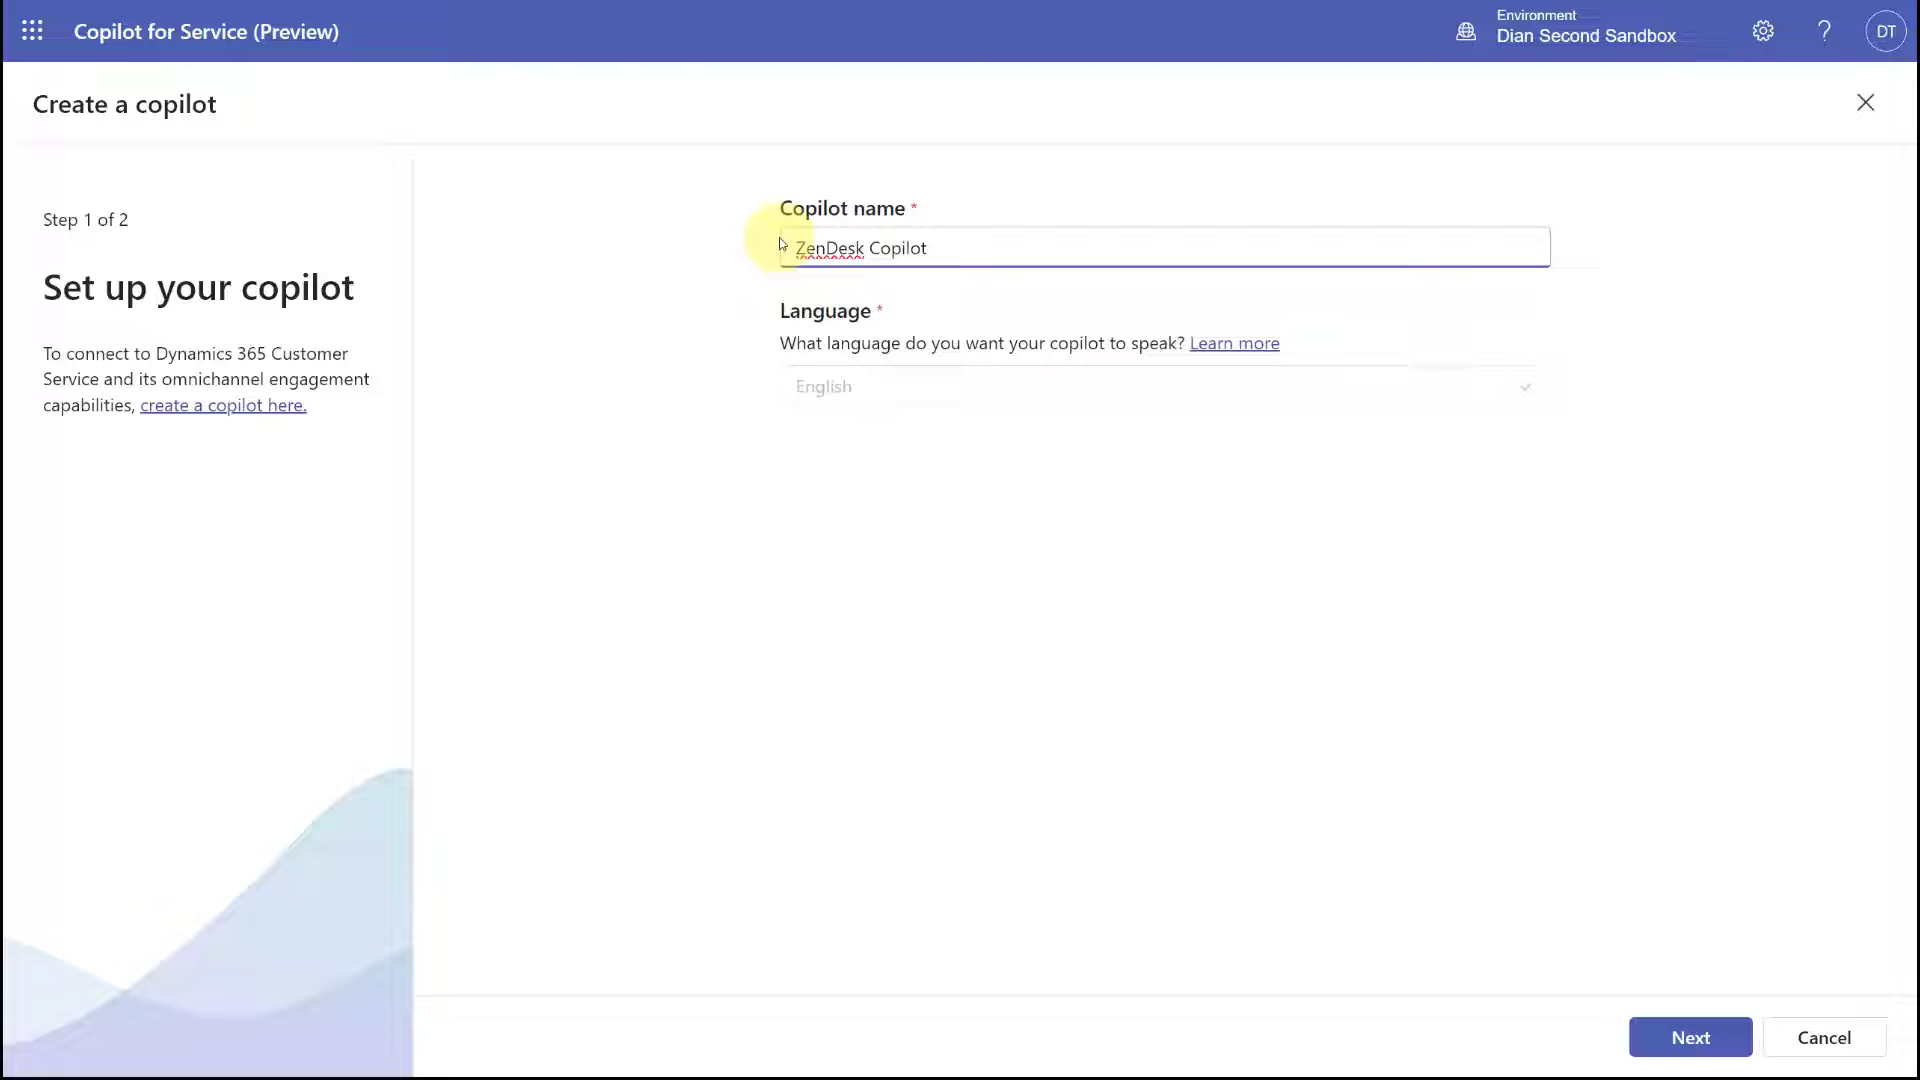 Copilot for Service (Preview)
Environment
Dian Second Sandbox
?
DT
Create a copilot
Step 1 of 2
Set up your copilot
To connect to Dynamics 365 Customer
Service and its omnichannel engagement
capabilities, create a copilot here.
Copilot name *
ZenDesk Copilot
Language *
What language do you want your copilot to speak? Learn more
English
Next
Cancel